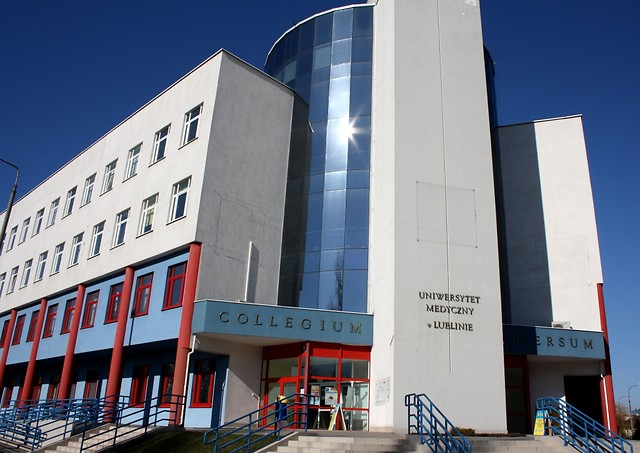 COLLEGIUM
UNIWERSYTET
MEDYCZNY
w LUBLINIE
ERSUM